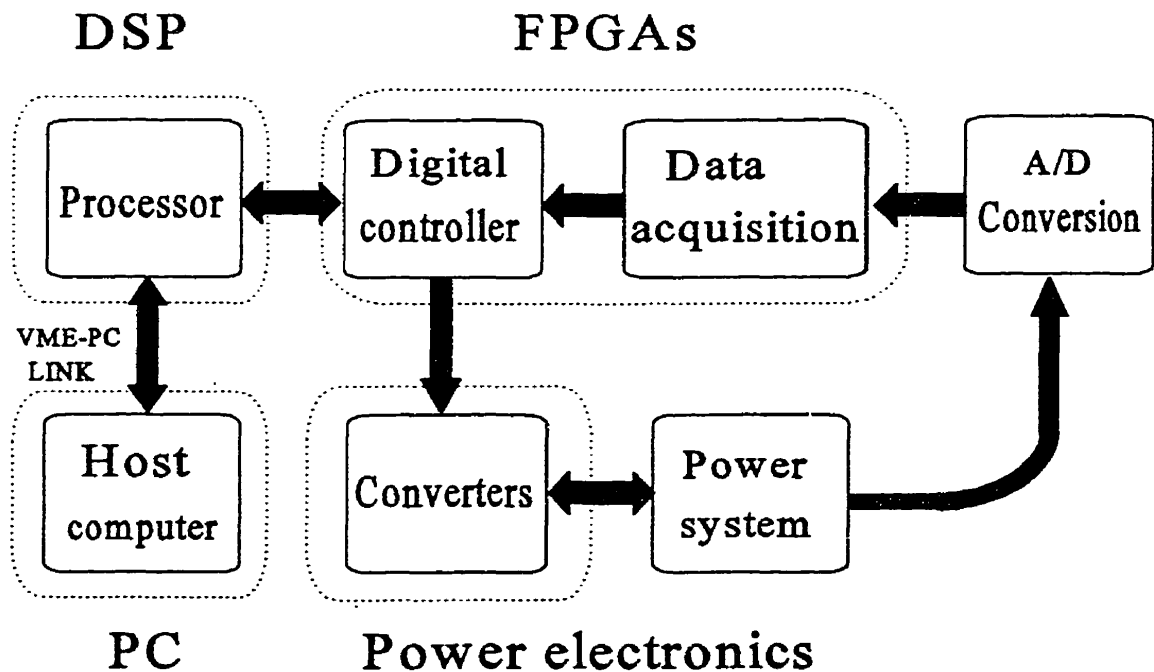 DSP
FPGAs
Processor
Digital
controller
Data
acquisition
A/D
Conversion
VME-PC
LINK
Host
computer
Converters
Power
system
PC
Power electronics